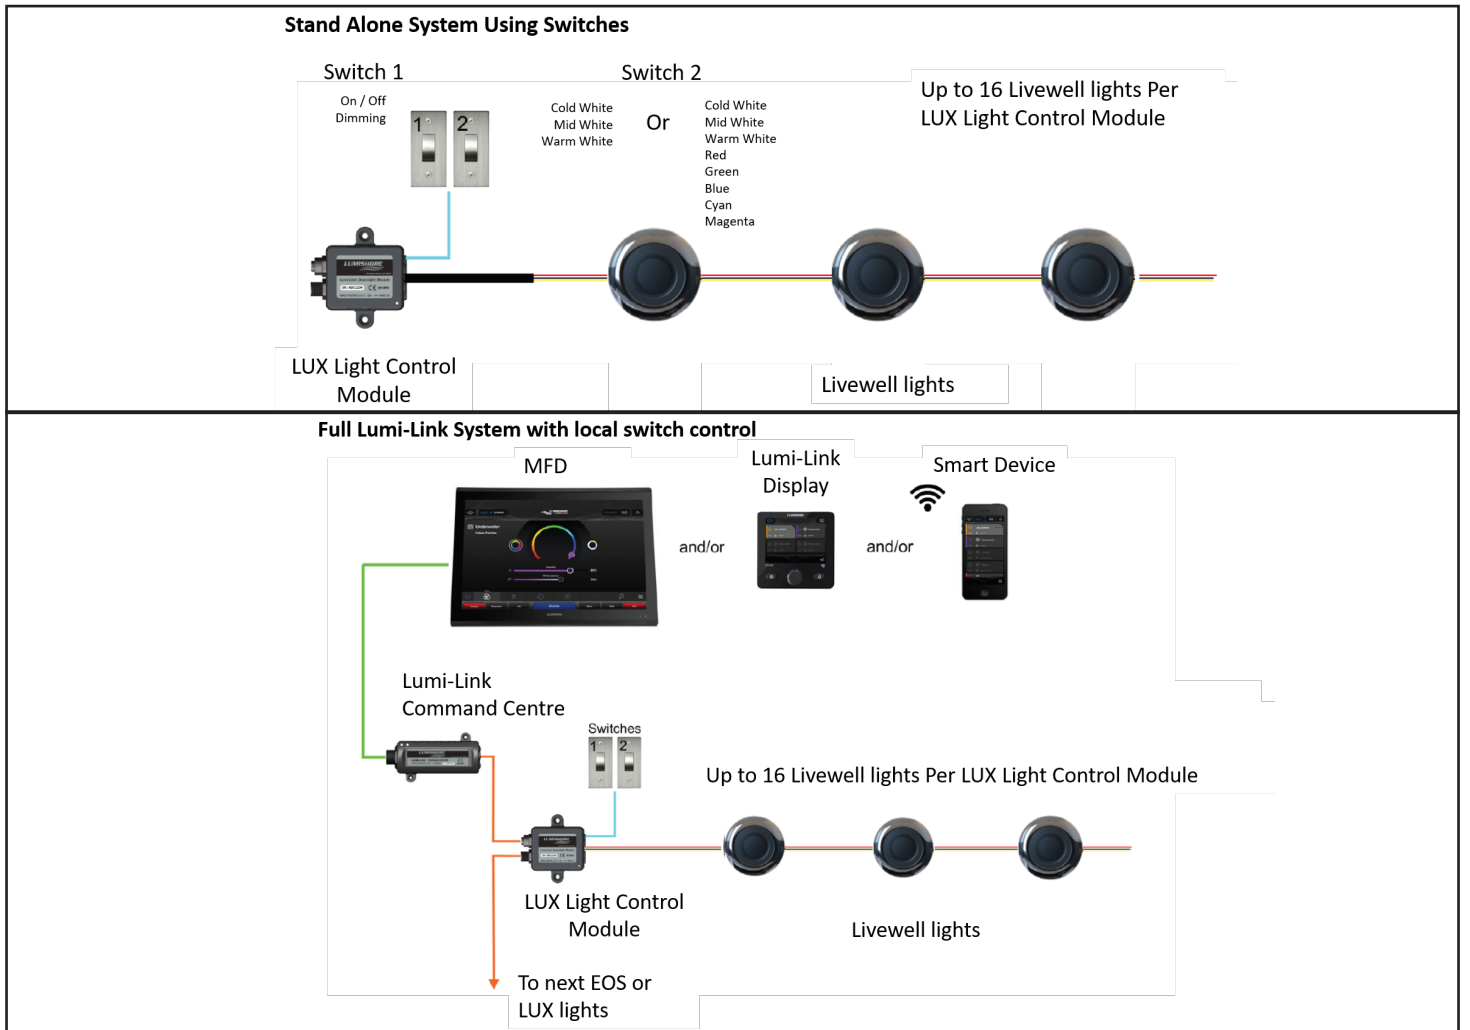 Stand Alone System Using Switches
Switch 1
On / Off
Dimming
1
2
Switch 2
Cold White
Mid White
Warm White
Or
Cold White
Mid White
Warm White
Red
Green
Blue
Cyan
Magenta
Up to 16 Livewell lights Per
LUX Light Control Module
LUMISHORE
LUX Light Control
Module
Livewell lights
Full Lumi-Link System with local switch control
MFD
Lumi-Link
Display
Smart Device
Underwater
and/or
and/or
Lumi-Link
Command Centre
Switches
1
2
Up to 16 Livewell lights Per LUX Light Control Module
LUX Light Control
Module
Livewell lights
To next EOS or
LUX lights